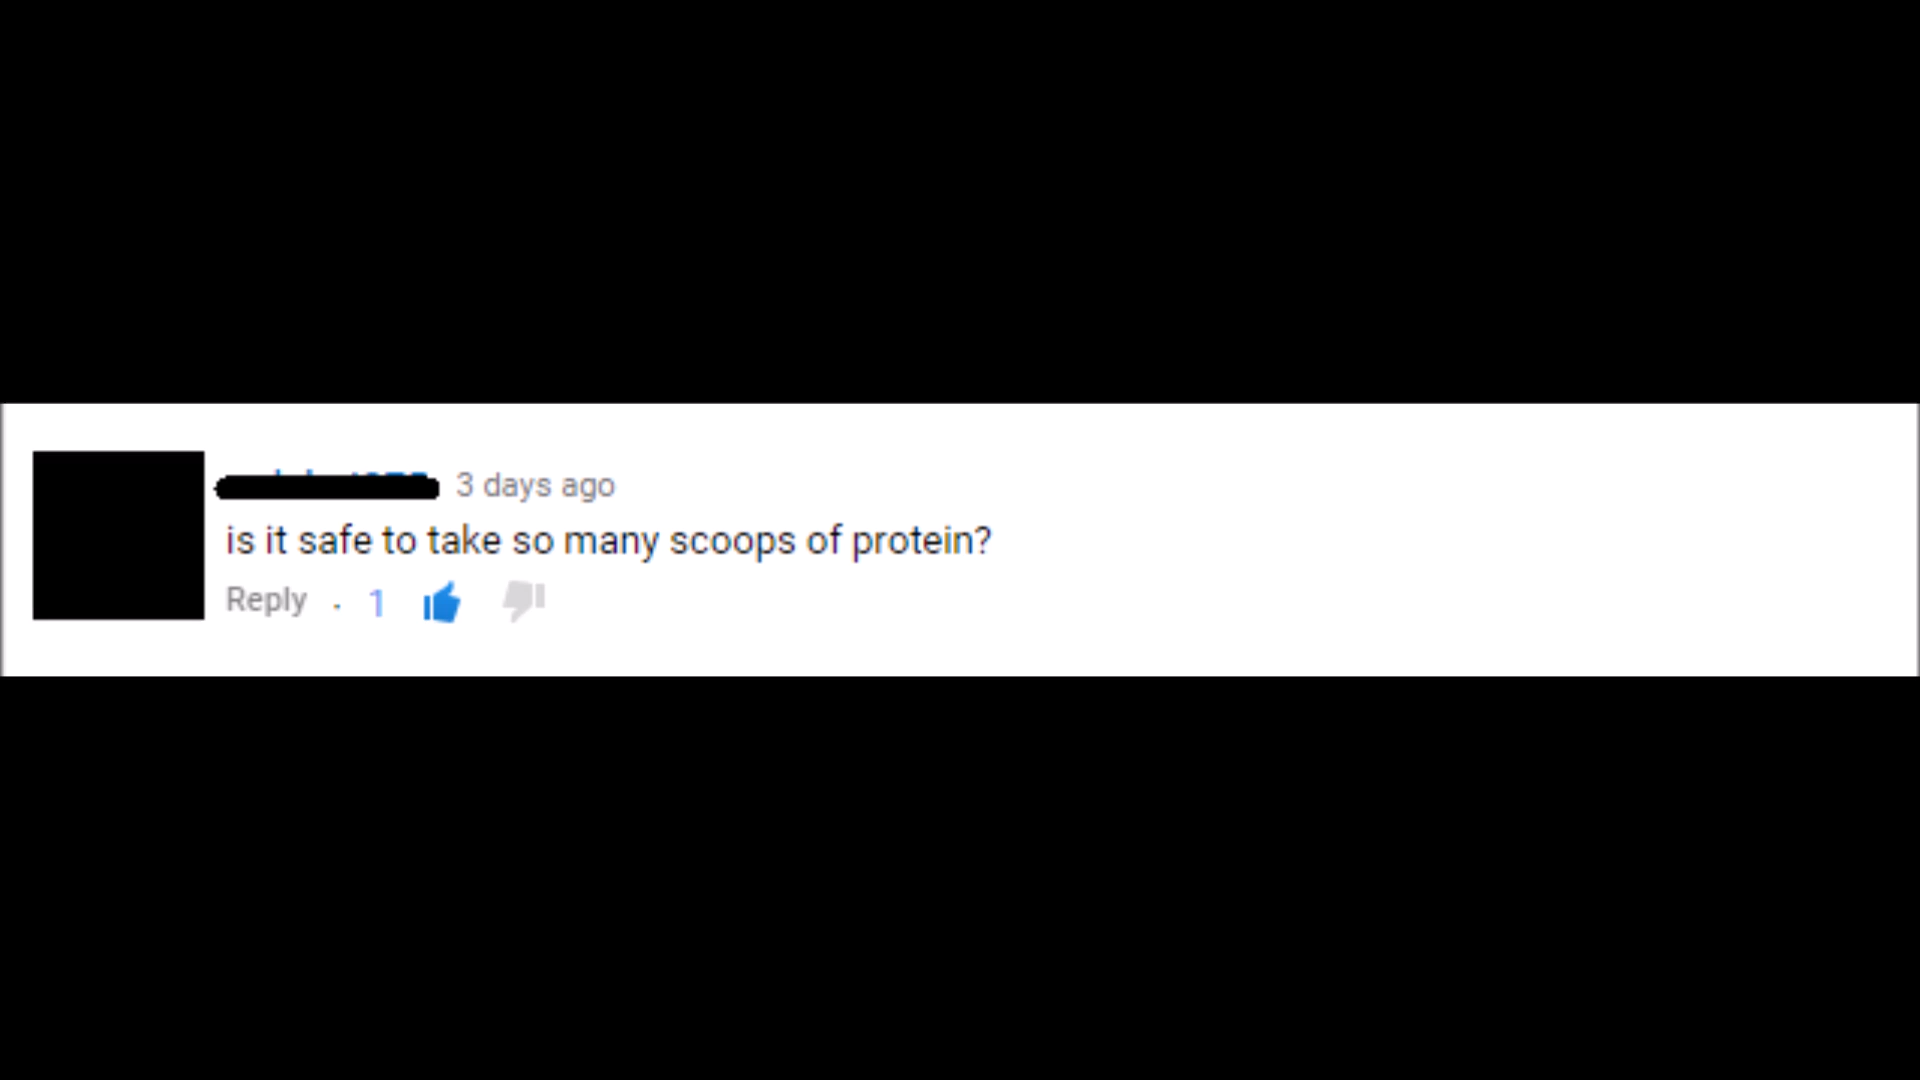 3 days ago
is it safe to take so many scoops of protein?
Reply . 1